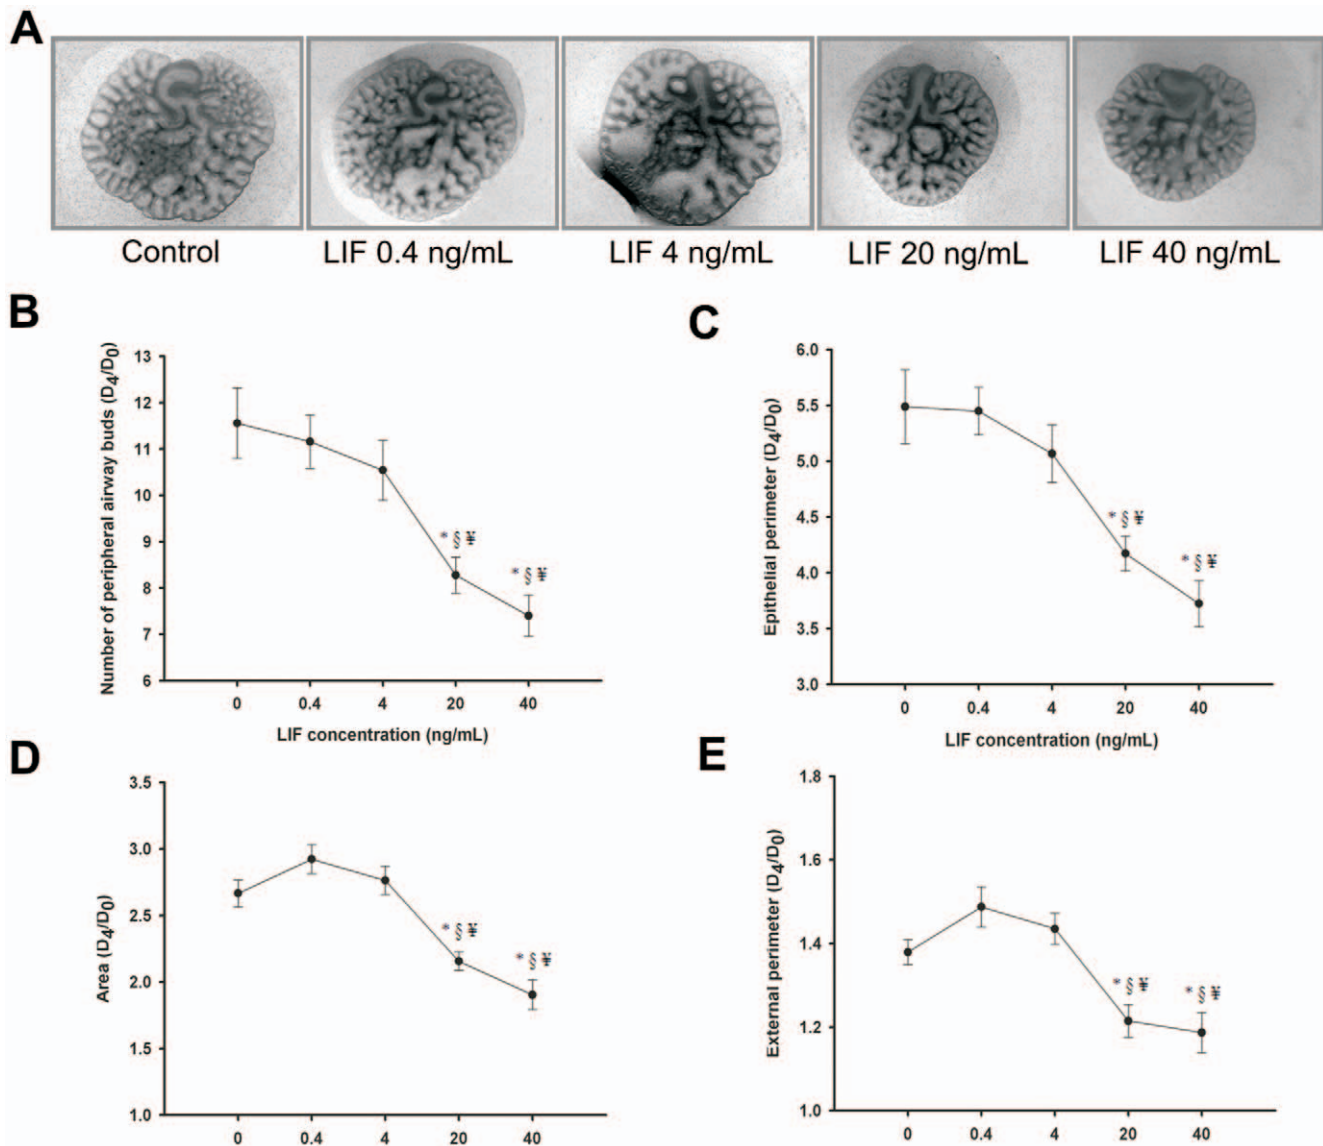 A
Control
LIF 0.4 ng/mL
LIF 4 ng/mL
LIF 20 ng/mL
LIF 40 ng/mL
B
Number of peripheral airway buds (D4/D0)
13
12
11
10
9
8
7
6
* § ¥
* § ¥
0
0.4
4
20
40
LIF concentration (ng/mL)
C
Epithelial perimeter (D4/D0)
6.0
5.5
5.0
4.5
4.0
3.5
3.0
* § ¥
* § ¥
0
0.4
4
20
40
LIF concentration (ng/mL)
D
Area (D4/D0)
3.5
3.0
2.5
2.0
1.5
1.0
* § ¥
* § ¥
0
0.4
4
20
40
E
External perimeter (D4/D0)
1.8
1.6
1.4
1.2
1.0
* § ¥
* § ¥
0
0.4
4
20
40